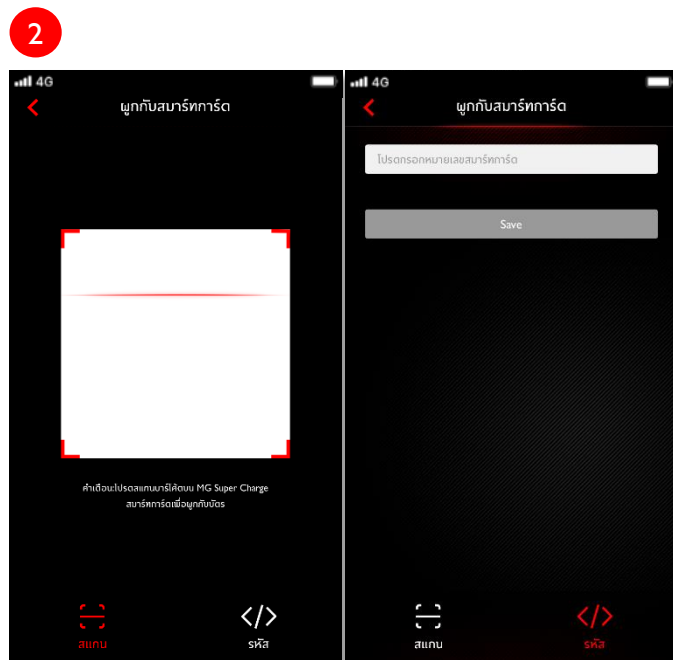 2
4G
ผูกกับสมาร์ทการ์ด
คำเตือน:โปรดสแกนบาร์โค้ดบน MG Super Charge
สมาร์ทการ์ดเพื่อผูกกับบัตร
สแกน
รหัส
4G
ผูกกับสมาร์ทการ์ด
โปรดกรอกหมายเลขสมาร์ทการ์ด
Save
สแกน
รหัส